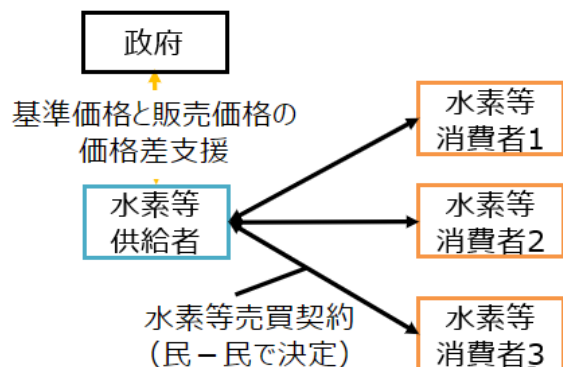 政府
基準価格と販売価格の
価格差支援
水素等
供給者
水素等
消費者1
水素等
消費者2
水素等
消費者3
水素等売買契約
（民－民で決定）